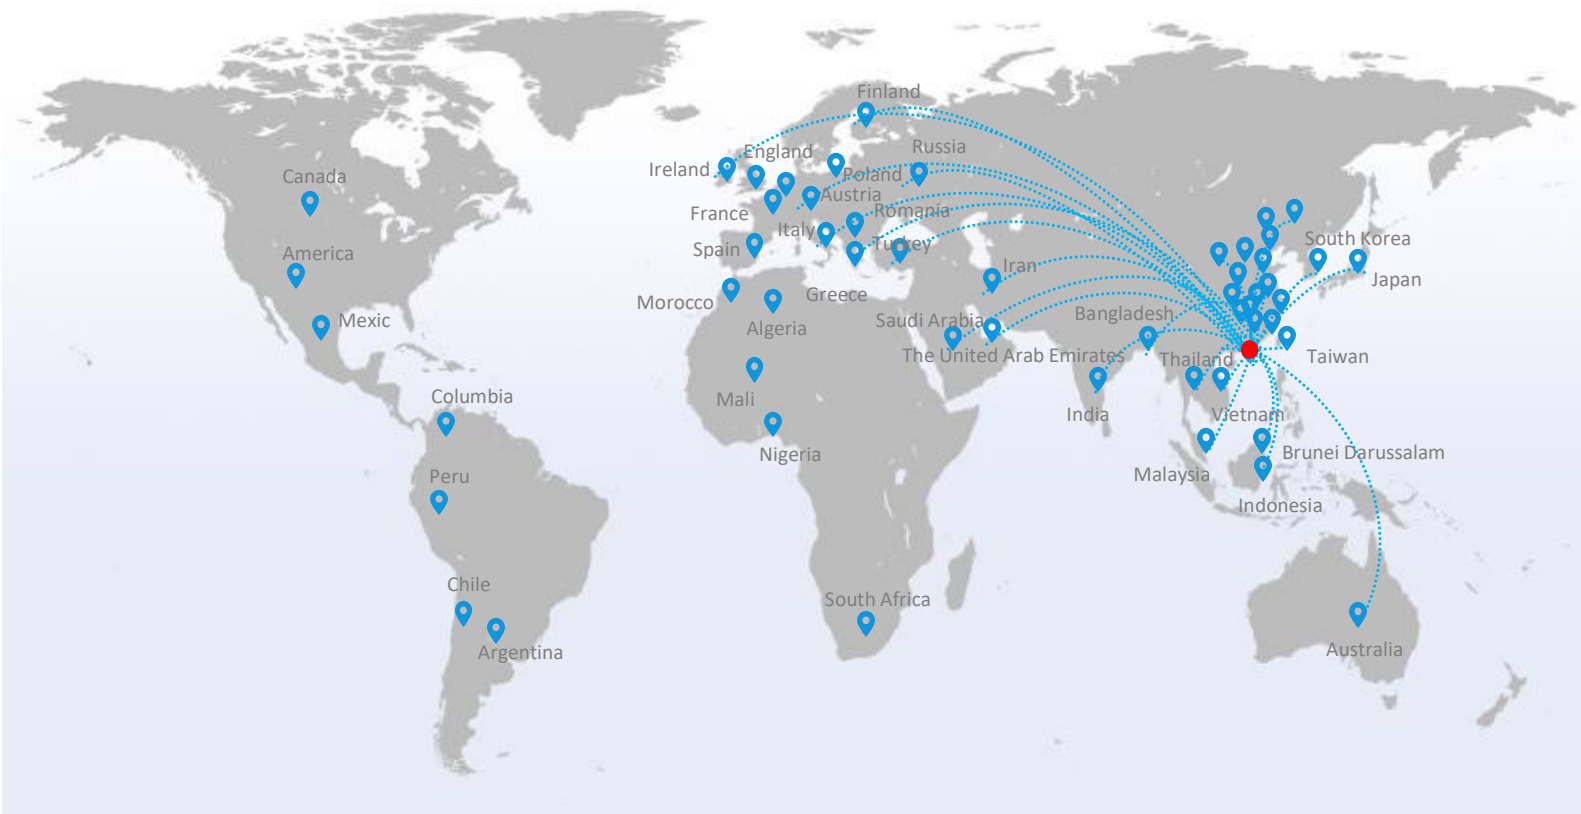 Finland
England
Russia
Ireland
Poland
Canada
Austria
France
Romania
Italy
Spain
Turkey
South Korea
America
Iran
Japan
Morocco
Greece
Algeria
Saudi Arabia
Bangladesh
Mexic
The United Arab Emirates
Thailand
Taiwan
Columbia
Mali
India
Vietnam
Nigeria
Brunei Darussalam
Peru
Malaysia
Indonesia
Chile
South Africa
Argentina
Australia